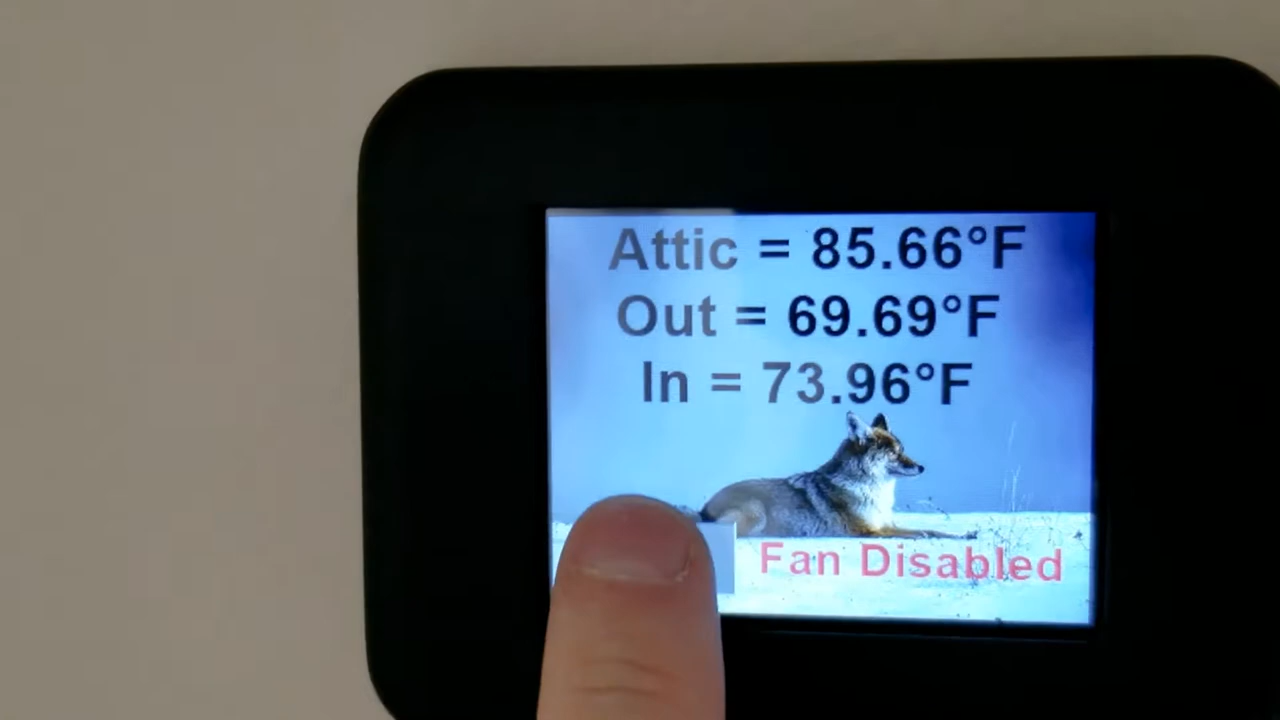 Attic = 85.66°F
Out = 69.69°F
In = 73.96°F
Fan Disabled